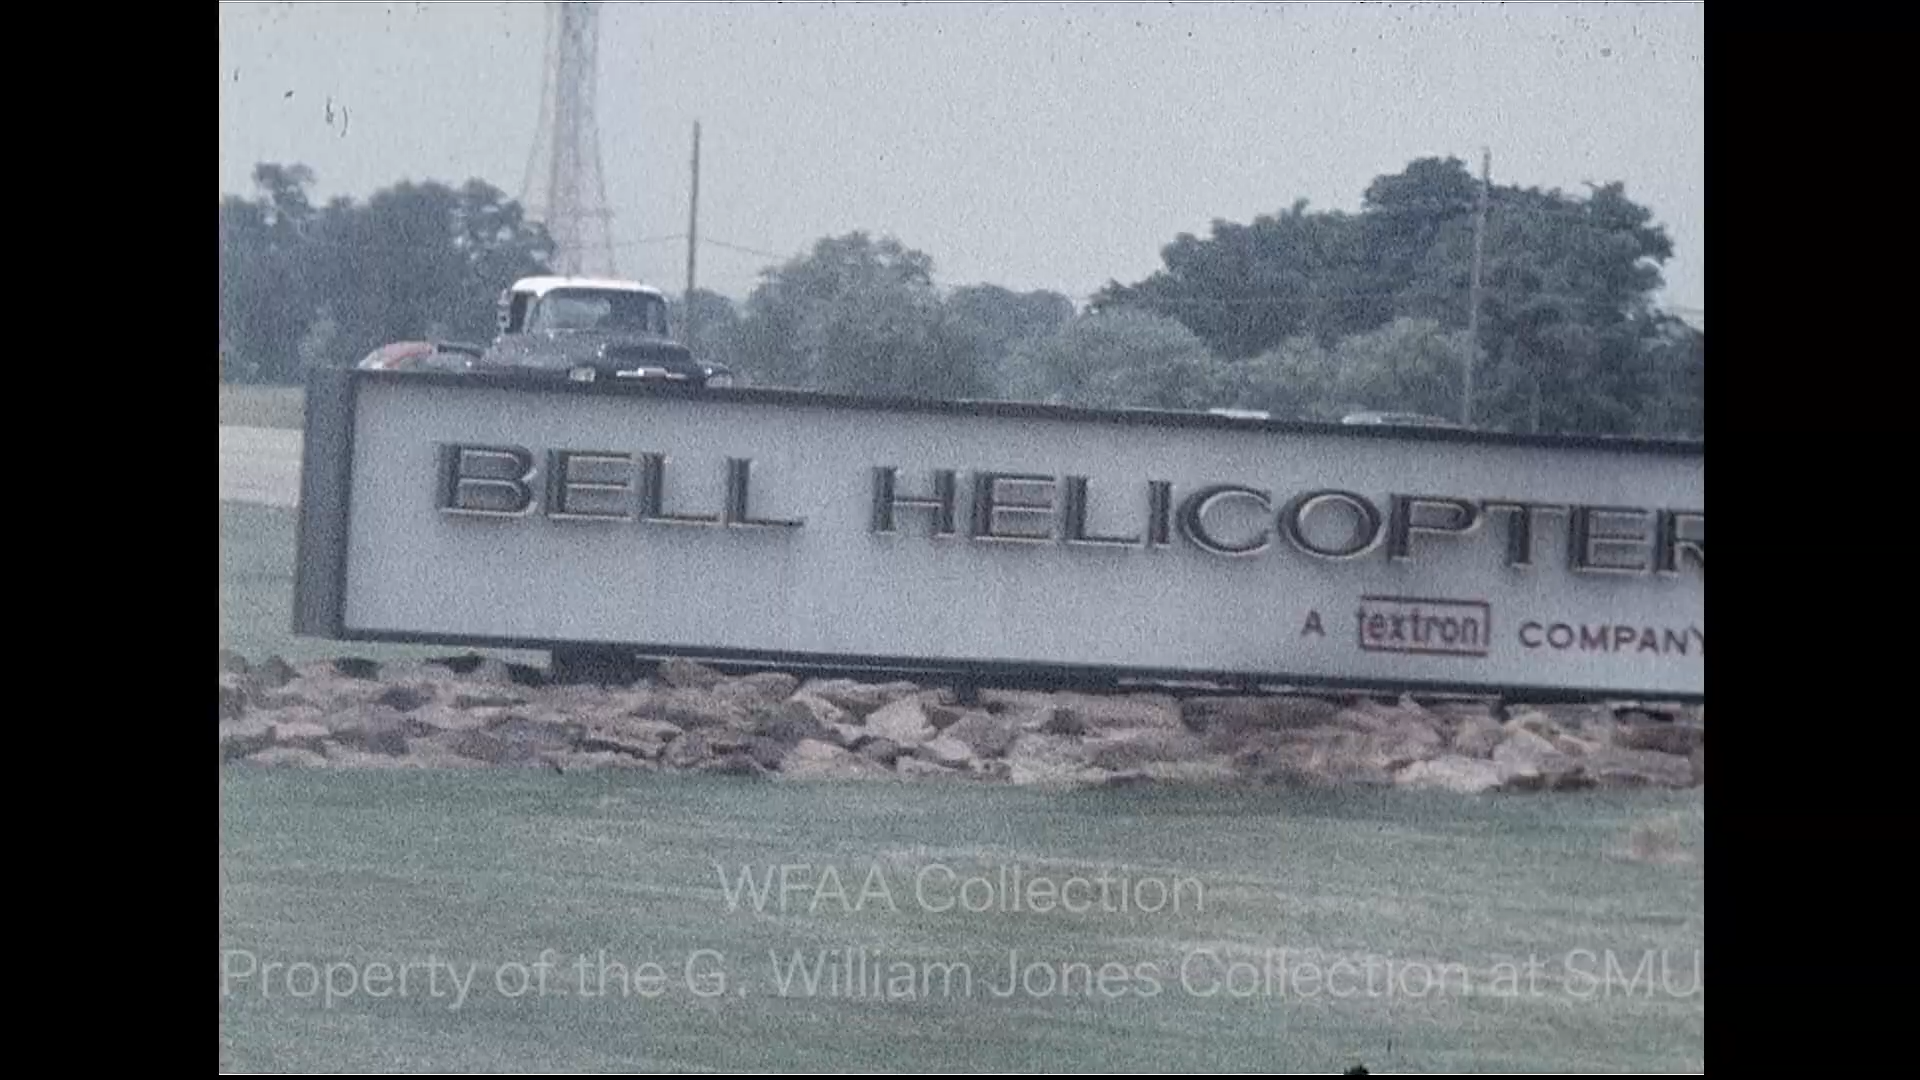 BELL HELICOPTER
A textron COMPANY
WFAA Collection
Property of the G. William Jones Collection at SMU